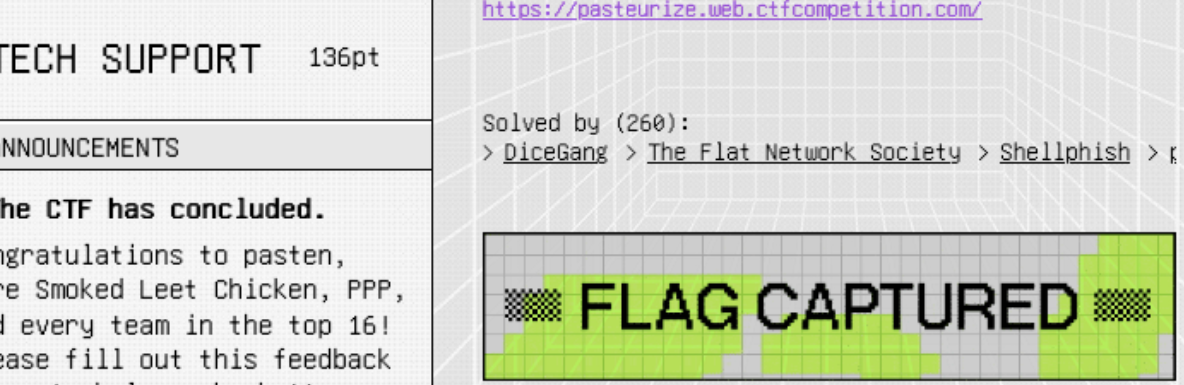 TECH SUPPORT 136pt
ANNOUNCEMENTS
he CTF has concluded.
ngratulations to pasten,
re Smoked Leet Chicken, PPP,
d every team in the top 16!
ease fill out this feedback
https://pasteurize.web.ctfcompetition.com/
Solved by (260):
> DiceGang > The Flat Network Society > Shellphish >
FLAG CAPTURED